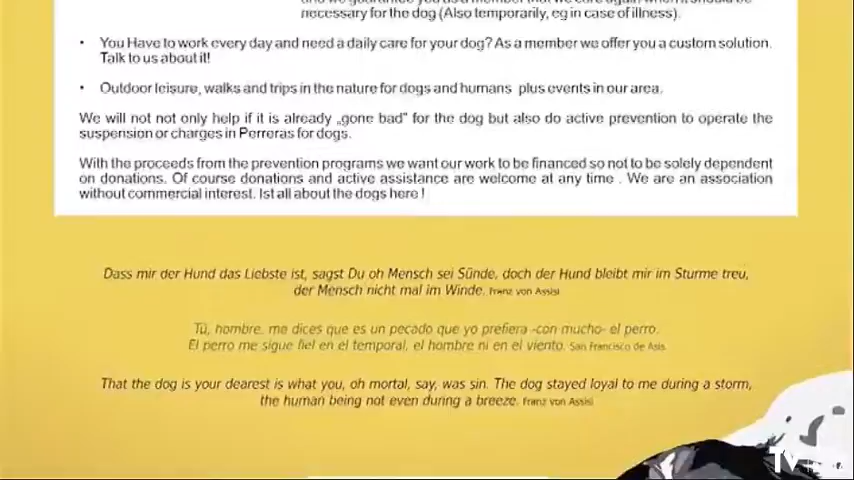 necessary for the dog (Also temporarily, eg in case of illness).
• You Have to work every day and need a daily care for your dog? As a member we offer you a custom solution.
Talk to us about it!
• Outdoor leisure, walks and trips in the nature for dogs and humans plus events in our area.
We will not not only help if it is already „gone bad" for the dog but also do active prevention to operate the
suspension or charges in Perreras for dogs.
With the proceeds from the prevention programs we want our work to be financed so not to be solely dependent
on donations. Of course donations and active assistance are welcome at any time . We are an association
without commercial interest. Ist all about the dogs here !
Dass mir der Hund das Liebste ist, sagst Du oh Mensch sei Sünde, doch der Hund bleibt mir im Sturme treu,
der Mensch nicht mal im Winde. Franz von Assisi
Tú, hombre, me dices que es un pecado que yo prefiera -con mucho- el perro.
El perro me sigue fiel en el temporal, el hombre ni en el viento. San Francisco de Asís
That the dog is your dearest is what you, oh mortal, say, was sin. The dog stayed loyal to me during a storm,
the human being not even during a breeze. Franz von Assisi
TV